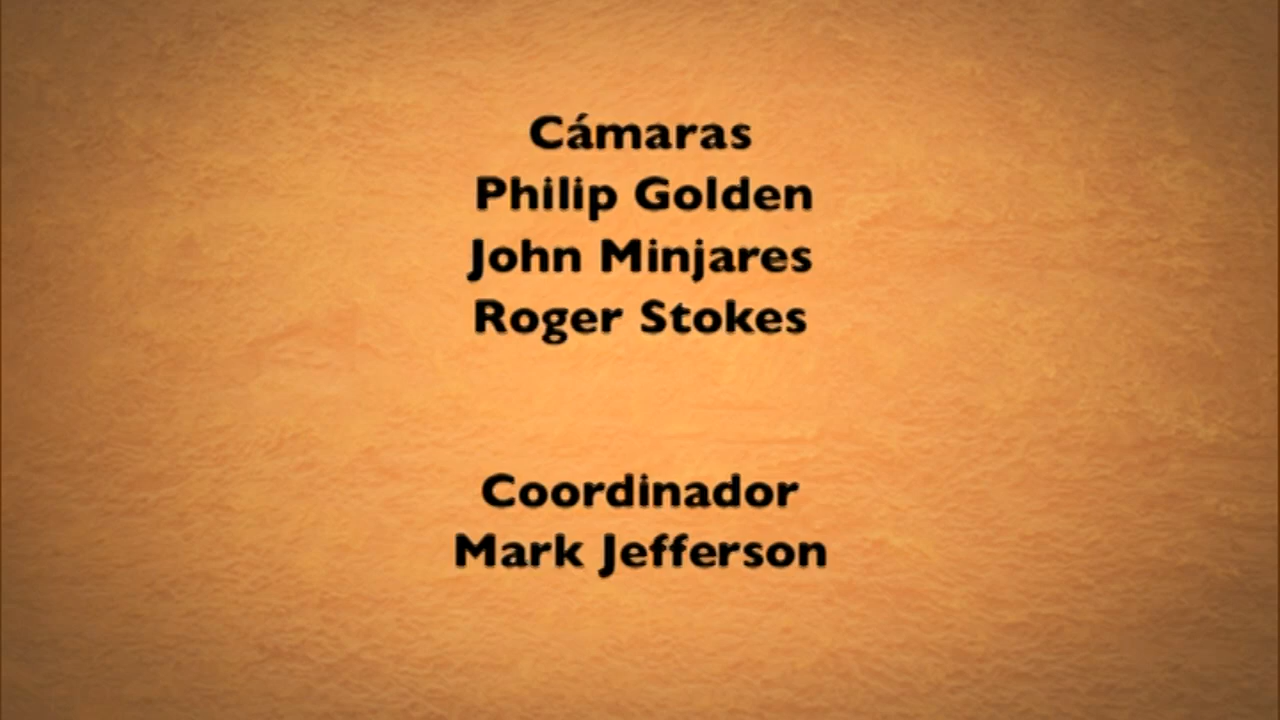 Cámaras
Philip Golden
John Minjares
Roger Stokes
Coordinador
Mark Jefferson